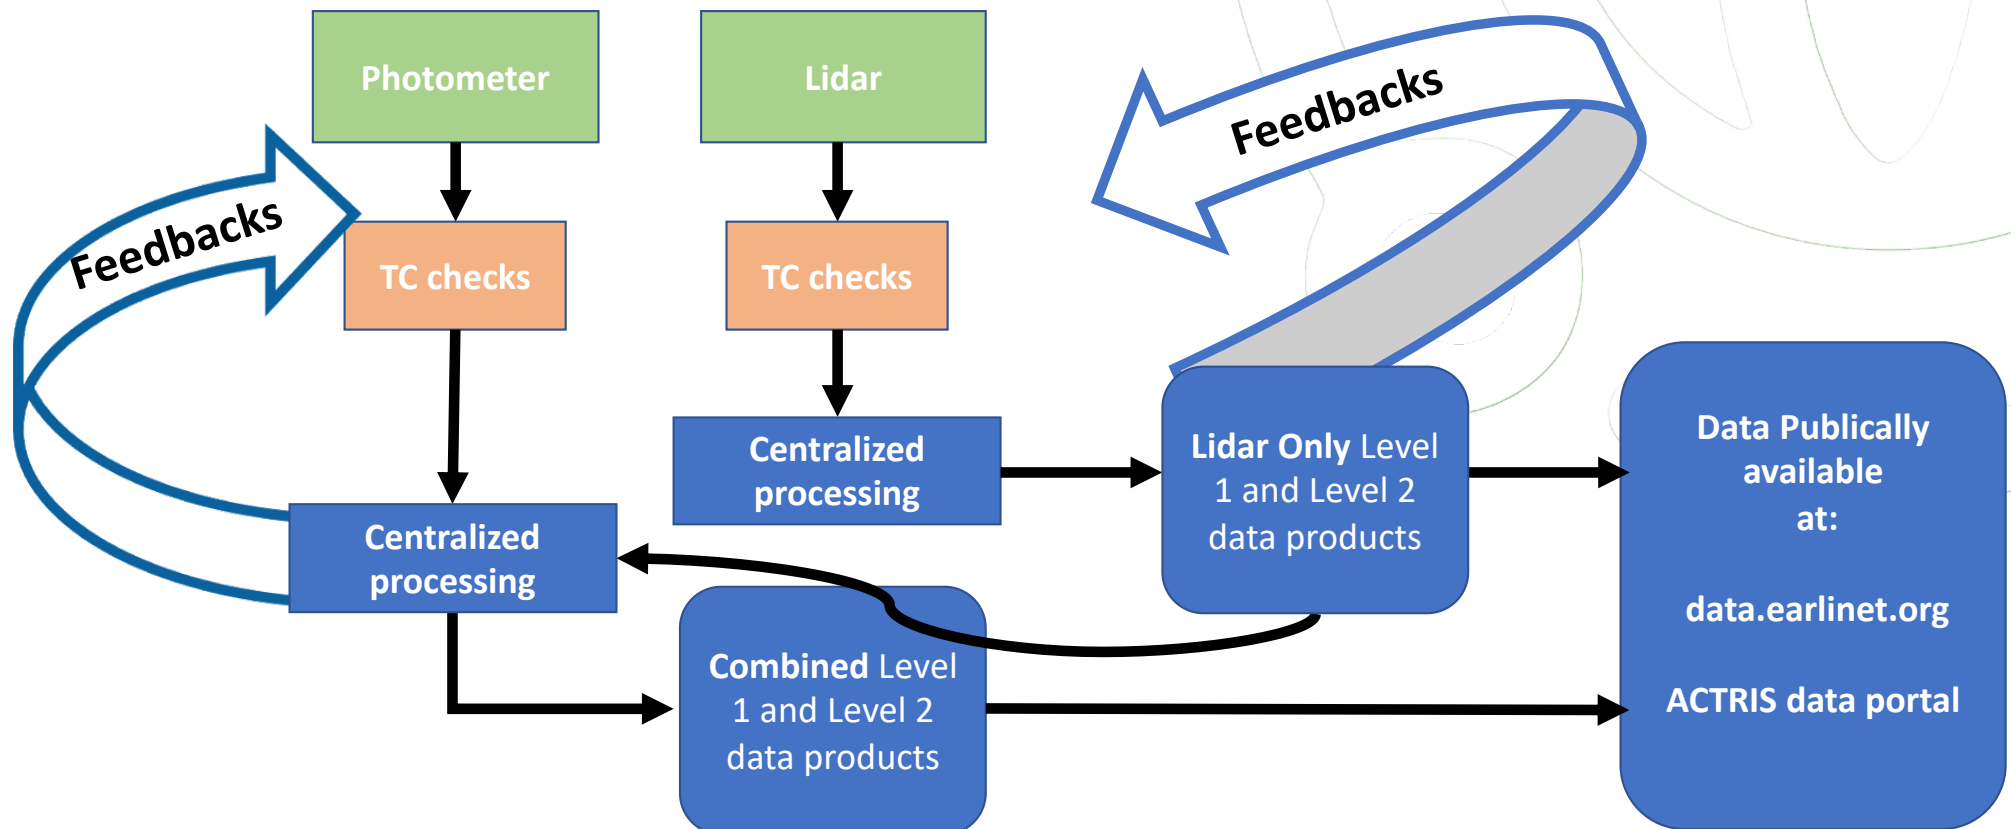 Photometer
Lidar
Feedbacks
Feedbacks
TC checks
TC checks
Centralized
processing
Lidar Only Level
1 and Level 2
data products
Data Publically
available
at:
data.earlinet.org
ACTRIS data portal
Centralized
processing
Combined Level
1 and Level 2
data products